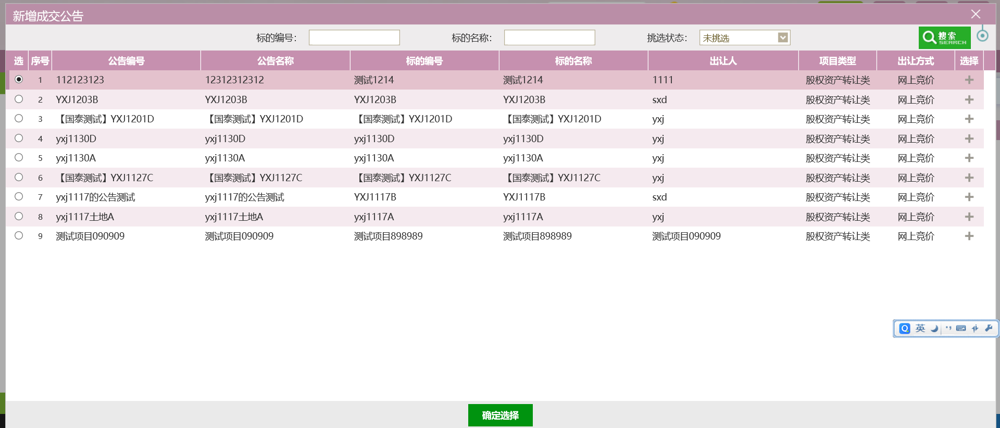 新增成交公告
标的编号： 标的名称： 挑选状态： 未挑选 搜索 SEARCH
选 序号 公告编号 公告名称 标的编号 标的名称 出让人 项目类型 出让方式 选择
1 112123123 12312312312 测试1214 测试1214 1111 股权资产转让类 网上竞价
2 YXJ1203B YXJ1203B YXJ1203B YXJ1203B sxd 股权资产转让类 网上竞价
3 【国泰测试】YXJ1201D 【国泰测试】YXJ1201D 【国泰测试】YXJ1201D 【国泰测试】YXJ1201D yxj 股权资产转让类 网上竞价
4 yxj1130D yxj1130D yxj1130D yxj1130D yxj 股权资产转让类 网上竞价
5 yxj1130A yxj1130A yxj1130A yxj1130A yxj 股权资产转让类 网上竞价
6 【国泰测试】YXJ1127C 【国泰测试】YXJ1127C 【国泰测试】YXJ1127C 【国泰测试】YXJ1127C yxj 股权资产转让类 网上竞价
7 yxj1117的公告测试 yxj1117的公告测试 YXJ1117B YXJ1117B sxd 股权资产转让类 网上竞价
8 yxj1117土地A yxj1117土地A yxj1117A yxj1117A yxj 股权资产转让类 网上竞价
9 测试项目090909 测试项目090909 测试项目898989 测试项目898989 测试项目090909 股权资产转让类 网上竞价
英
确定选择